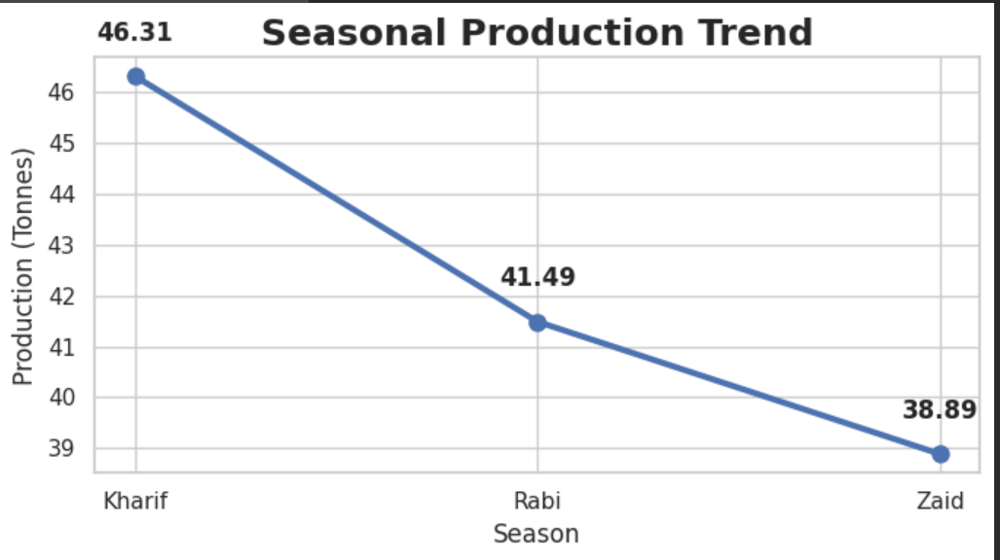 46.31
Seasonal Production Trend
Production (Tonnes)
46
45
44
43
42
41
40
39
41.49
38.89
Kharif Rabi Zaid
Season